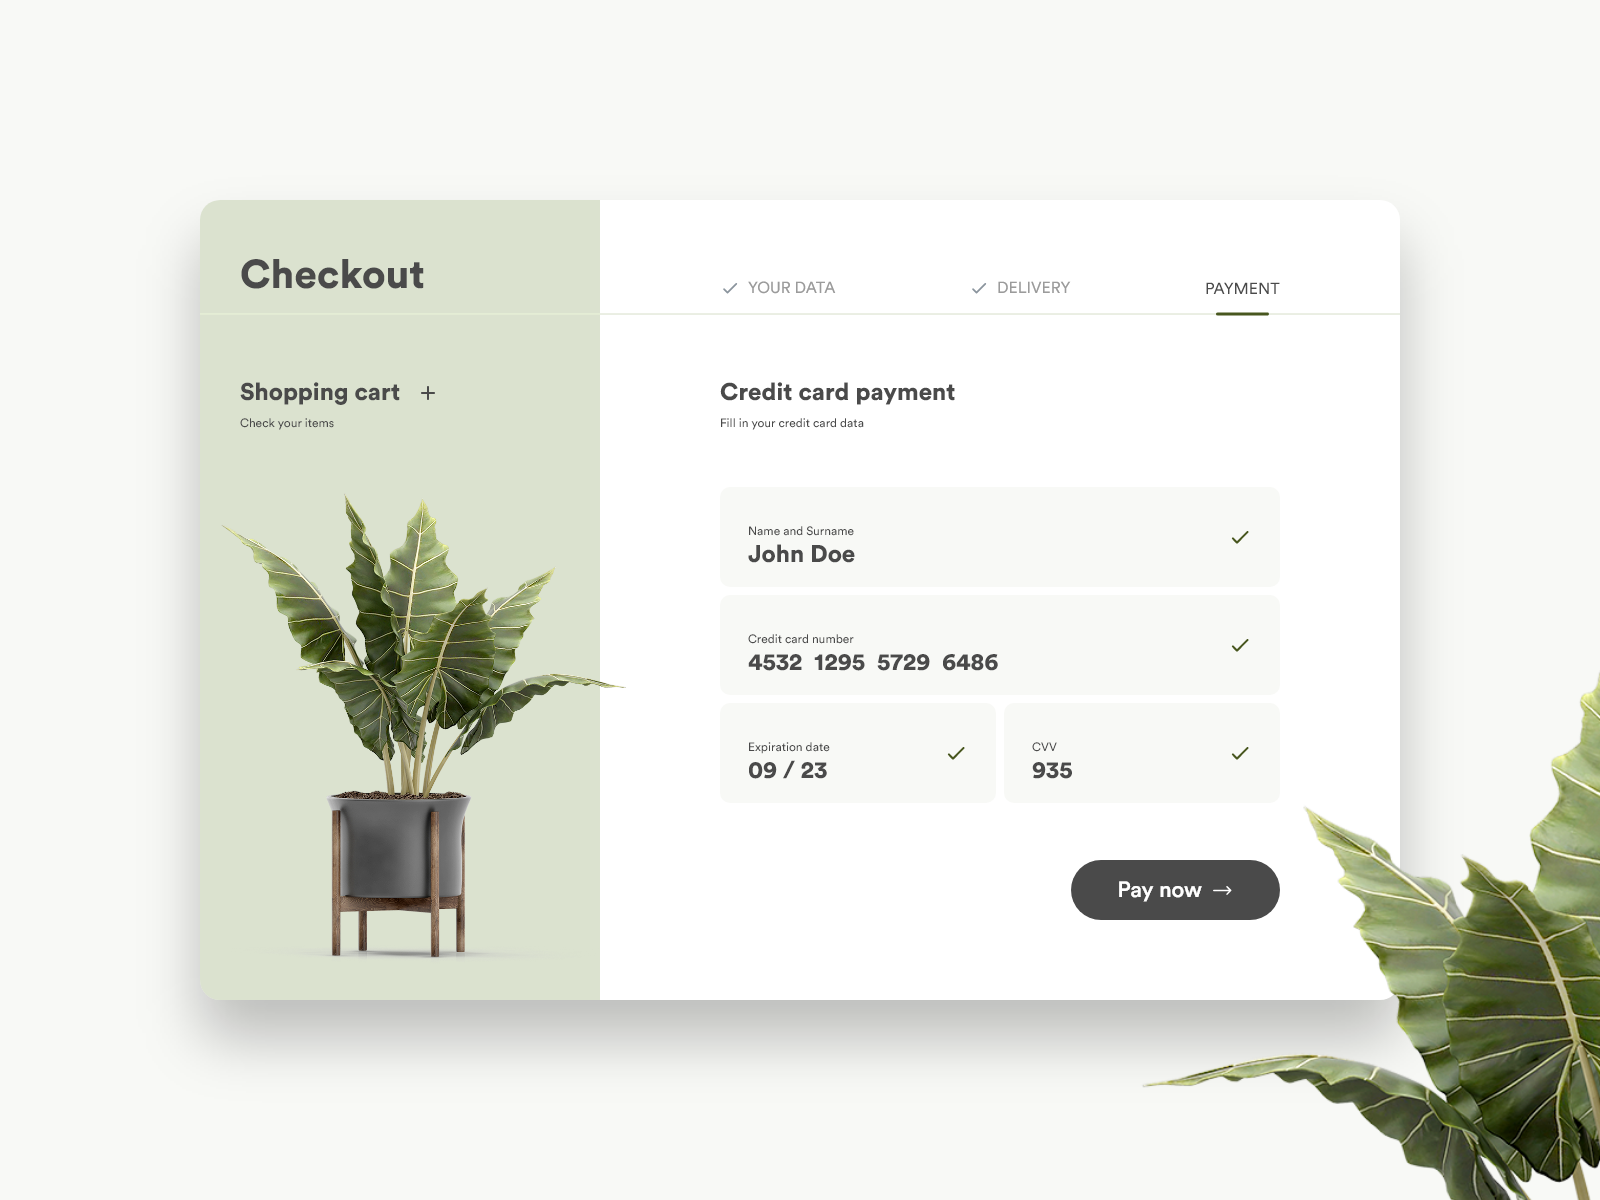 Checkout
YOUR DATA
DELIVERY
PAYMENT
Shopping cart +
Check your items
Credit card payment
Fill in your credit card data
Name and Surname
John Doe
Credit card number
4532 1295 5729 6486
Expiration date
09 / 23
CVV
935
Pay now →